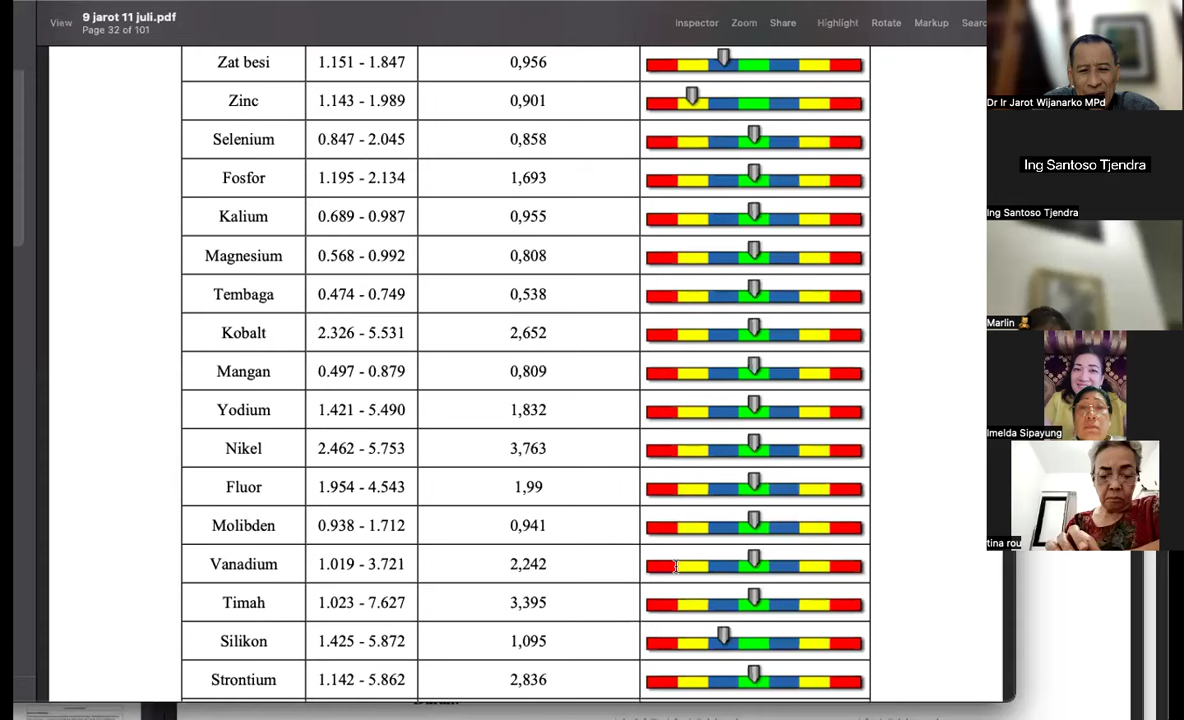 View
9 jarot 11 juli.pdf
Page 32 of 101
Inspector Zoom Share Highlight Rotate Markup
Zat besi 1.151 - 1.847 0,956
Zinc 1.143 - 1.989 0,901
Selenium 0.847 - 2.045 0,858
Fosfor 1.195 - 2.134 1,693
Kalium 0.689 - 0.987 0,955
Magnesium 0.568 - 0.992 0,808
Tembaga 0.474 - 0.749 0,538
Kobalt 2.326 - 5.531 2,652
Mangan 0.497 - 0.879 0,809
Yodium 1.421 - 5.490 1,832
Nikel 2.462 - 5.753 3,763
Fluor 1.954 - 4.543 1,99
Molibden 0.938 - 1.712 0,941
Vanadium 1.019 - 3.721 2,242
Timah 1.023 - 7.627 3,395
Silikon 1.425 - 5.872 1,095
Strontium 1.142 - 5.862 2,836
Dr Ir Jarot Wijanarko MPd
Ing Santoso Tjendra
Ing Santoso Tjendra
Marlin
Imelda Sipayung
tina rou